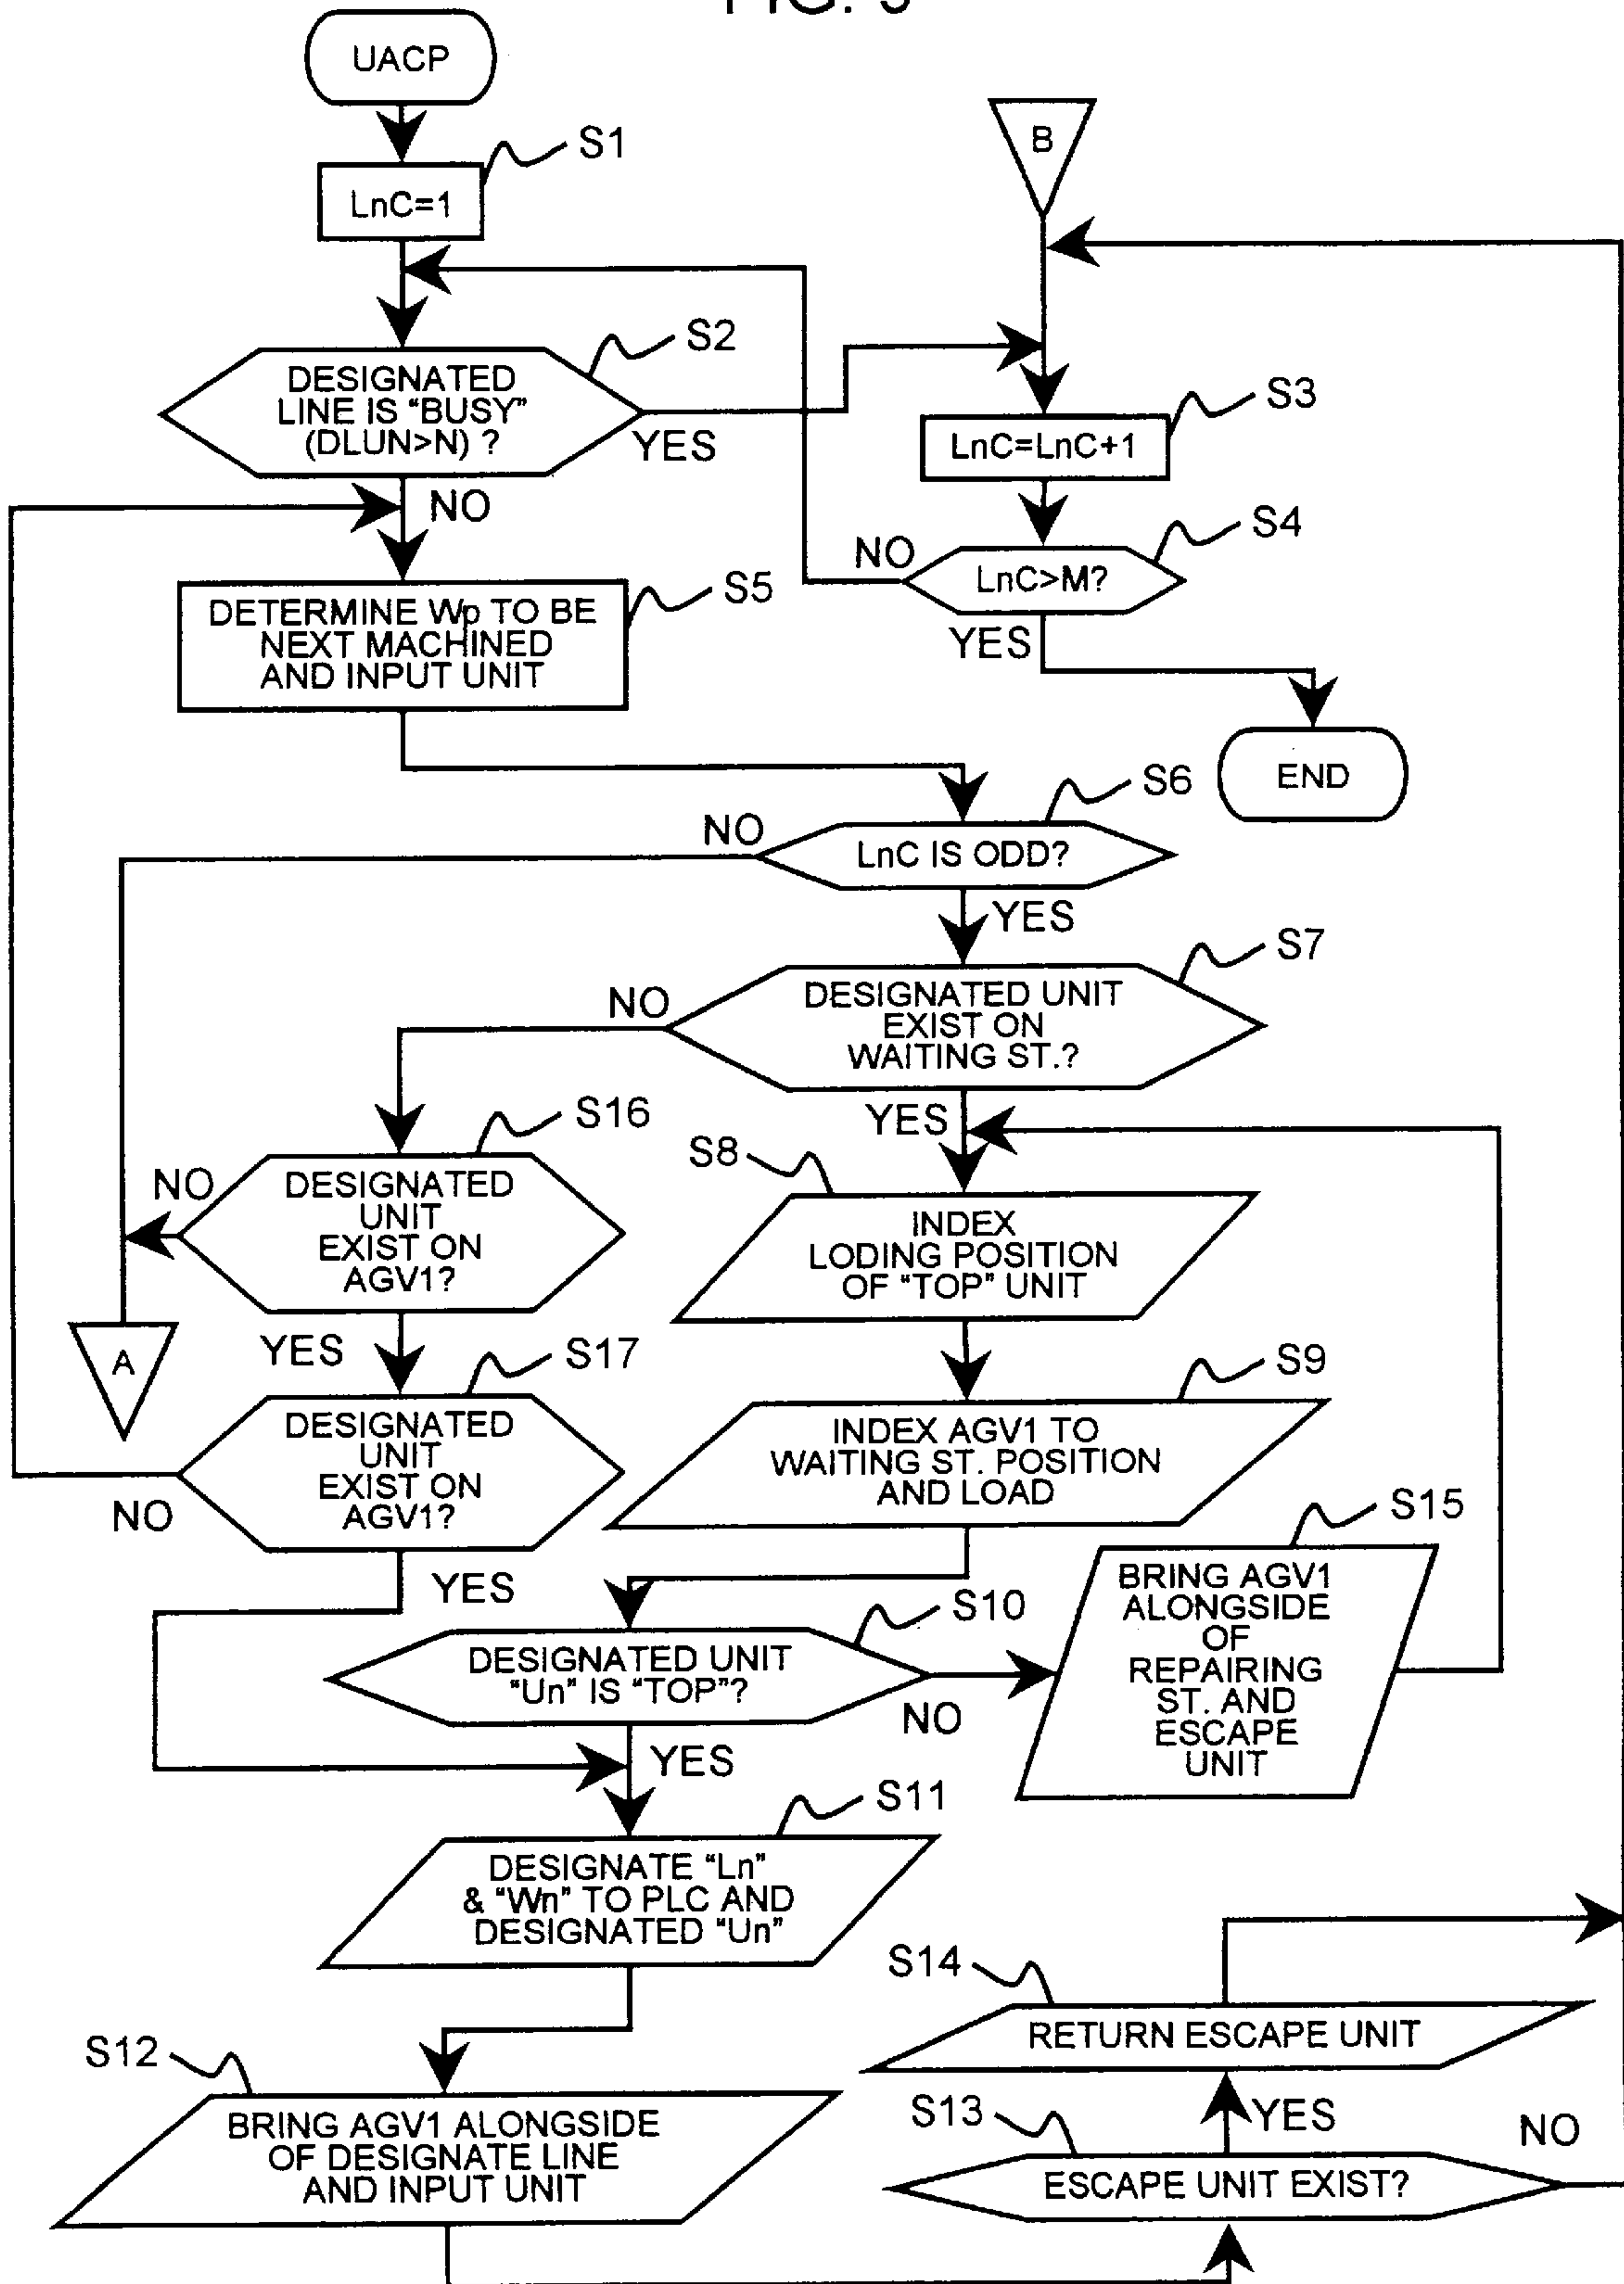 FIG.
UACP
S1
LnC=1
B
S2
DESIGNATED
LINE IS “BUSY”
(DLUN>N) ?
YES
S3
LnC=LnC+1
NO
S4
NO
LnC>M?
YES
S5
DETERMINE Wp TO BE
NEXT MACHINED
AND INPUT UNIT
END
S6
NO
LnC IS ODD?
YES
S7
NO
DESIGNATED UNIT
EXIST ON
WAITING ST.?
YES
S16
NO
DESIGNATED
UNIT
EXIST ON
AGV1?
S8
INDEX
LODING POSITION
OF “TOP” UNIT
A
YES
S17
DESIGNATED
UNIT
EXIST ON
AGV1?
NO
S9
INDEX AGV1 TO
WAITING ST. POSITION
AND LOAD
S15
BRING AGV1
ALONGSIDE
OF
REPAIRING
ST. AND
ESCAPE
UNIT
YES
S10
DESIGNATED UNIT
“Un” IS “TOP”?
NO
YES
S11
DESIGNATE “Ln”
& “Wn” TO PLC AND
DESIGNATED “Un”
S14
RETURN ESCAPE UNIT
S12
BRING AGV1 ALONGSIDE
OF DESIGNATE LINE
AND INPUT UNIT
S13
YES
NO
ESCAPE UNIT EXIST?